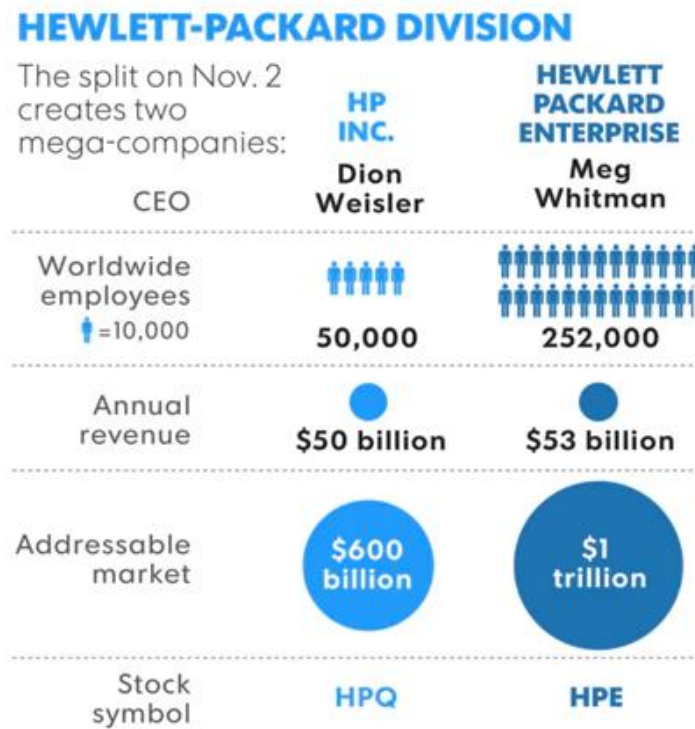 HEWLETT-PACKARD DIVISION
The split on Nov. 2
creates two
mega-companies:
HP
INC.
HEWLETT
PACKARD
ENTERPRISE
CEO
Dion
Weisler
Meg
Whitman
Worldwide
employees
=10,000
50,000
252,000
Annual
revenue
$50 billion
$53 billion
Addressable
market
$600
billion
$1
trillion
Stock
symbol
HPQ
HPE